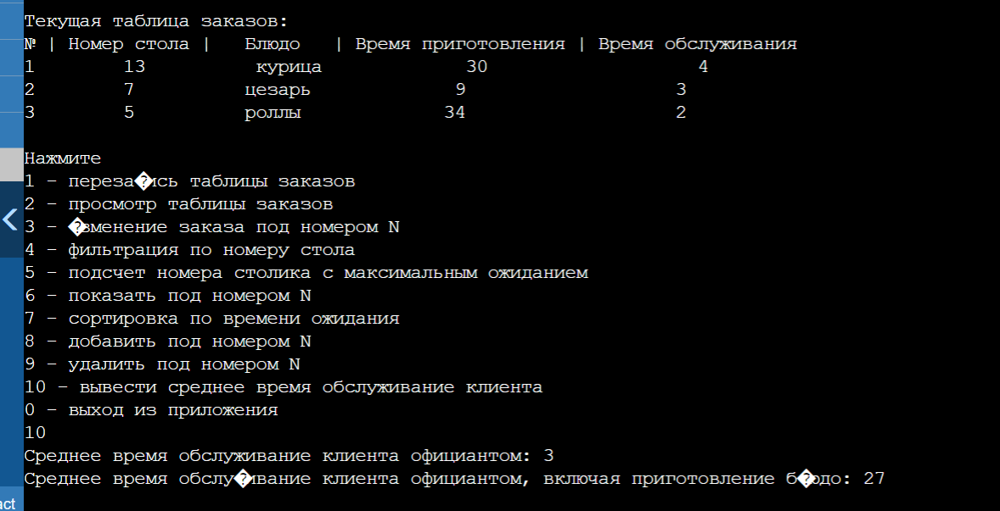 Текущая таблица заказов:
№ | Номер стола | Блюдо | Время приготовления | Время обслуживания
1 13 курица 30 4
2 7 цезарь 9 3
3 5 роллы 34 2
Нажмите
1 - переза�ись таблицы заказов
2 - просмотр таблицы заказов
3 - �зменение заказа под номером N
4 - фильтрация по номеру стола
5 - подсчет номера столика с максимальным ожиданием
6 - показать под номером N
7 - сортировка по времени ожидания
8 - добавить под номером N
9 - удалить под номером N
10 - вывести среднее время обслуживание клиента
0 - выход из приложения
10
Среднее время обслуживание клиента официантом: 3
Среднее время обслу�ивание клиента официантом, включая приготовление б�юдо: 27
act